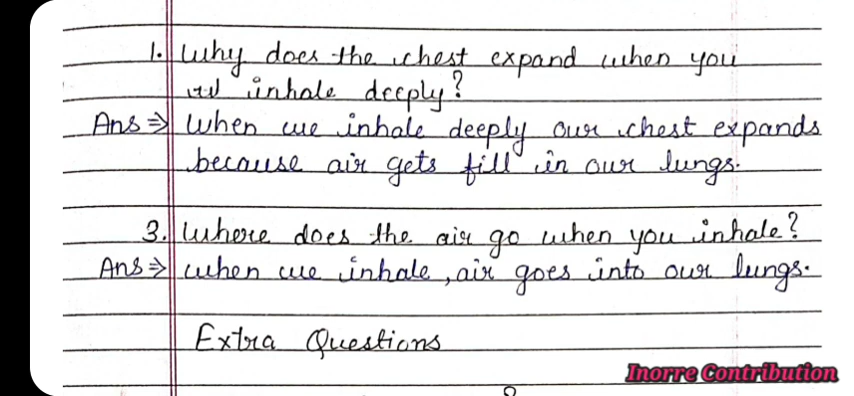 1. Why does the chest expand when you
inhale deeply?
Ans ⇒ When we inhale deeply our chest expands
because air gets fill in our lungs.
3. Where does the air go when you inhale?
Ans ⇒ when we inhale, air goes into our lungs.
Extra Questions
Inorre Contribution